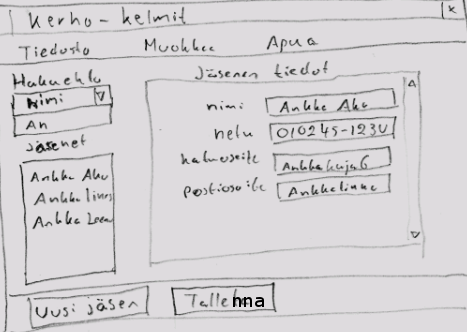 Kerho-kelmit x
Tiedosto Muokkaa Apua
Hakuehto
nimi
An
jäsenet
Ankka Aku
Ankka Iines
Ankka Leena
Jäsenen tiedot
nimi Ankka Aku
hetu 010245-123U
katuosoite Ankkakuja 6
postiosoite Ankkalinna
Uusi jäsen Tallenna